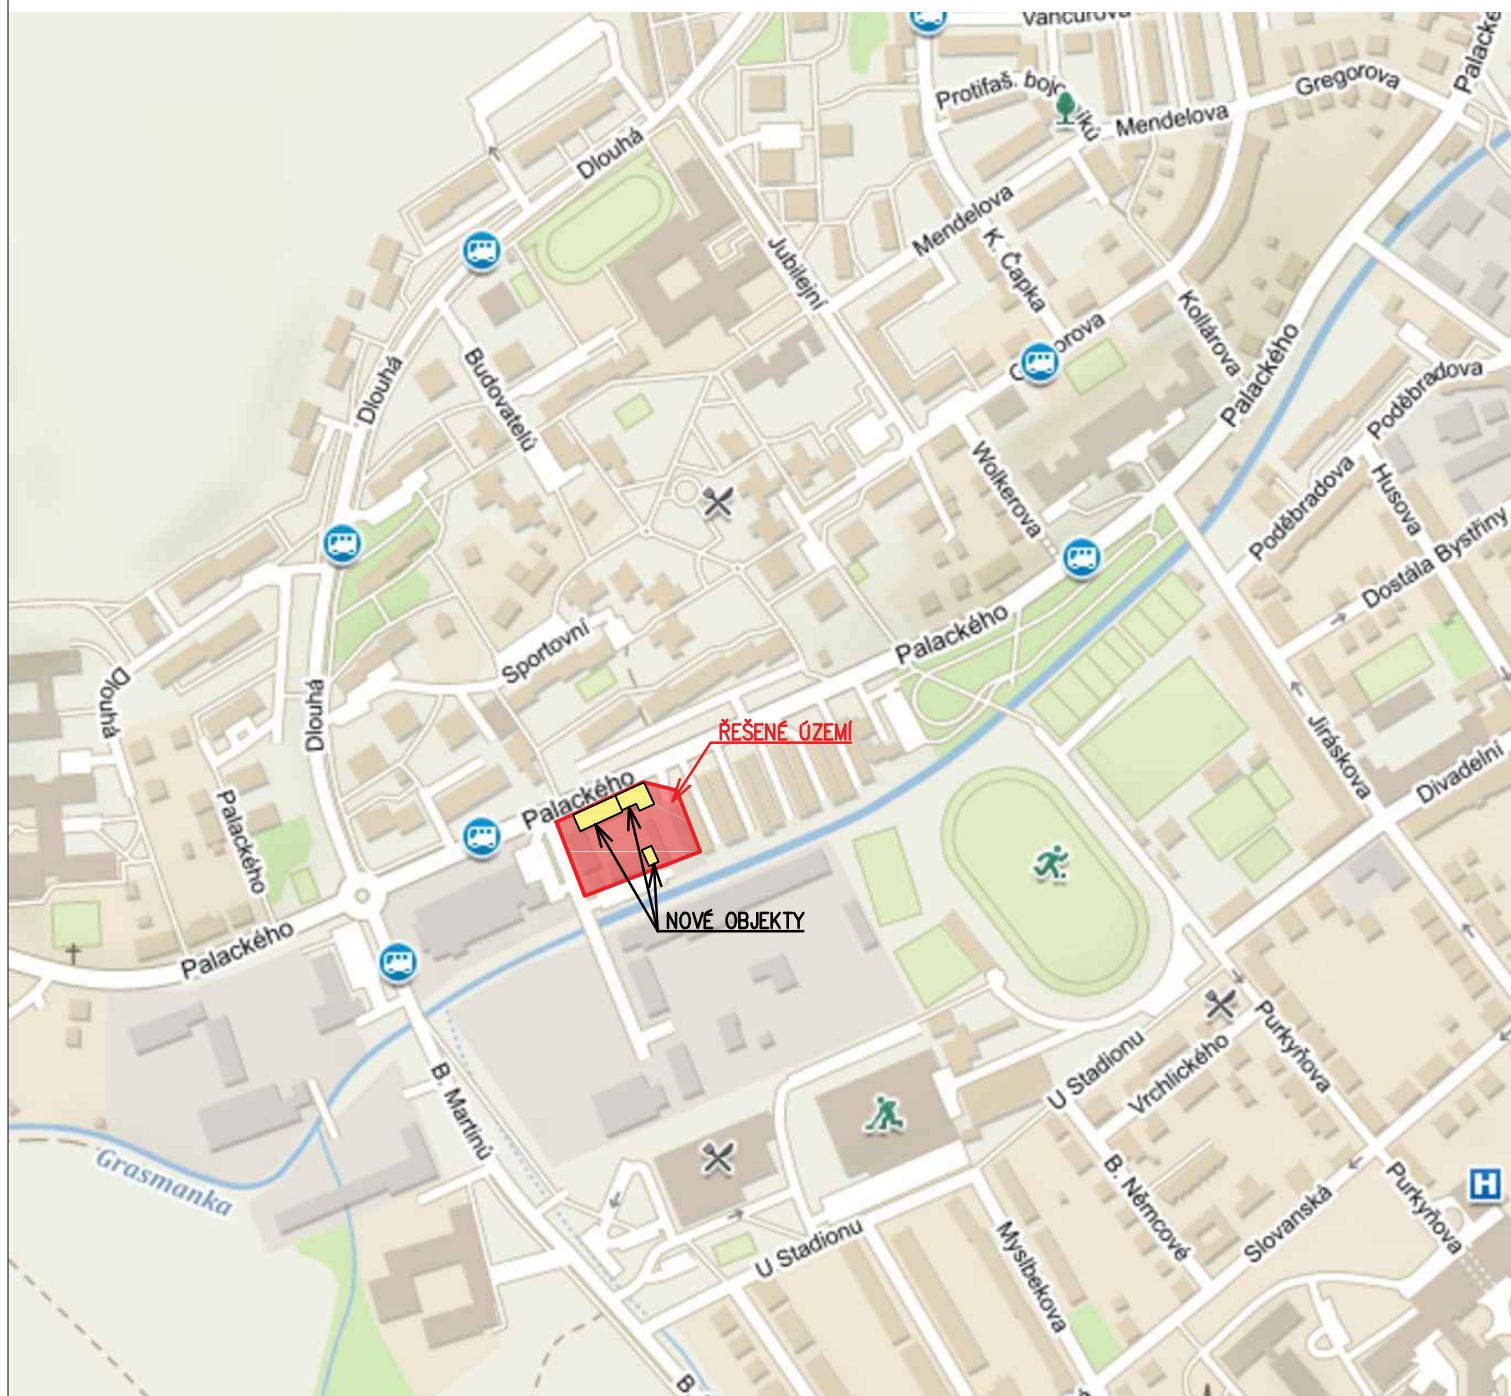 Vančurova
Palackého
Gregorova
Protifaš. bojovníků
Mendelova
Dlouhá
Mendelova
Jubilejní
K. Čapka
Kollárova
Palackého
Dlouhá
Budovatelů
Poděbradova
Wolkerova
Poděbradova
Husova
Dostála Bystřiny
Palackého
Sportovní
Dlouhá
Dlouhá
Jiráskova
ŘEŠENÉ ÚZEMÍ
Divadelní
Palackého
Palackého
NOVÉ OBJEKTY
Palackého
Purkyňova
U Stadionu
Vrchlického
B. Martinů
Grasmanka
H
B. Němcové
Purkyňova
Slovanská
U Stadionu
Myslbekova
B.